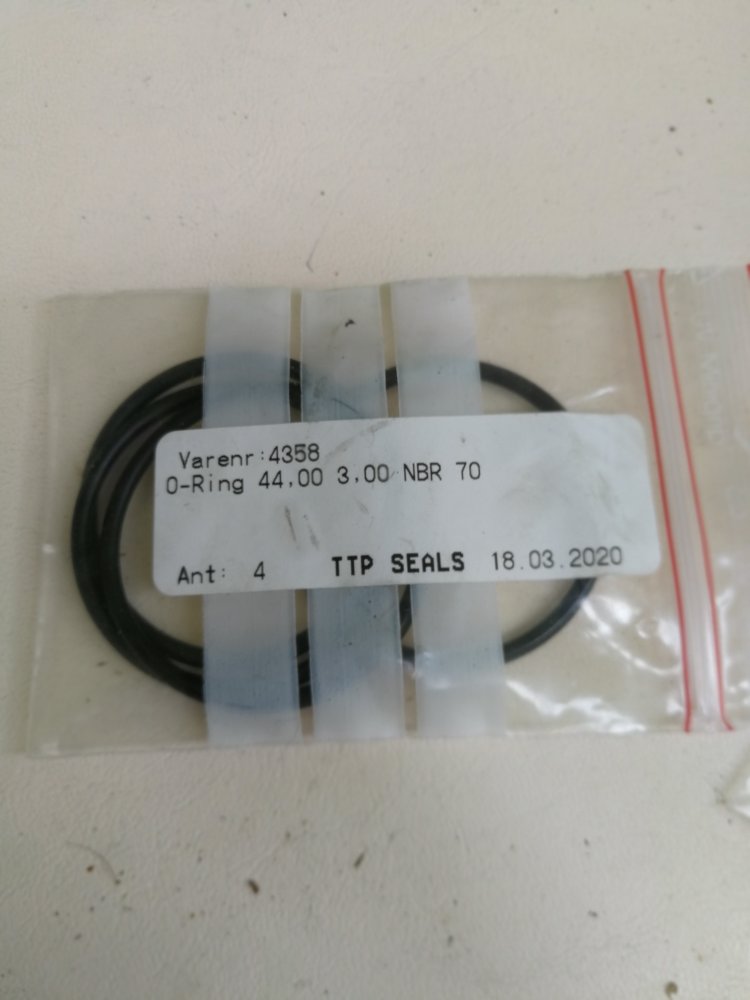 Varenr:4358
O-Ring 44,00 3,00 NBR 70
Ant: 4 TTP SEALS 18.03.2020